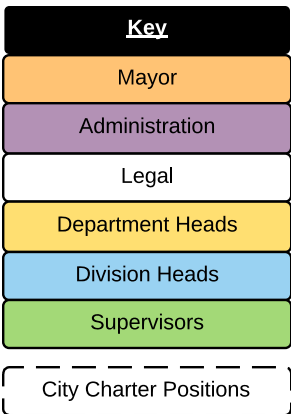 Key
Mayor
Administration
Legal
Department Heads
Division Heads
Supervisors
City Charter Positions